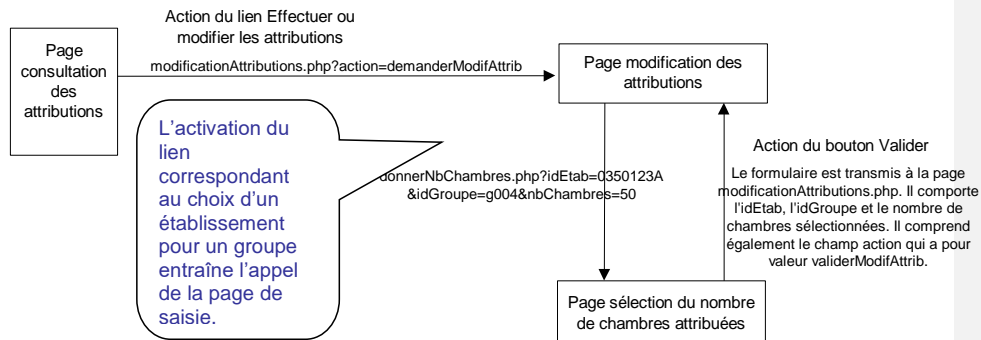 Action du lien Effectuer ou
modifier les attributions
Page
consultation
des
attributions
modificationAttributions.php?action=demanderModifAttrib
Page modification des
attributions
L'activation du
lien
correspondant
au choix d'un
établissement
pour un groupe
entraîne l'appel
de la page de
saisie.
donnerNbChambres.php?idEtab=0350123A
&idGroupe=g004&nbChambres=50
Action du bouton Valider
Le formulaire est transmis à la page
modificationAttributions.php. Il comporte
l'idEtab, l'idGroupe et le nombre de
chambres sélectionnées. Il comprend
également le champ action qui a pour
valeur validerModifAttrib.
Page sélection du nombre
de chambres attribuées